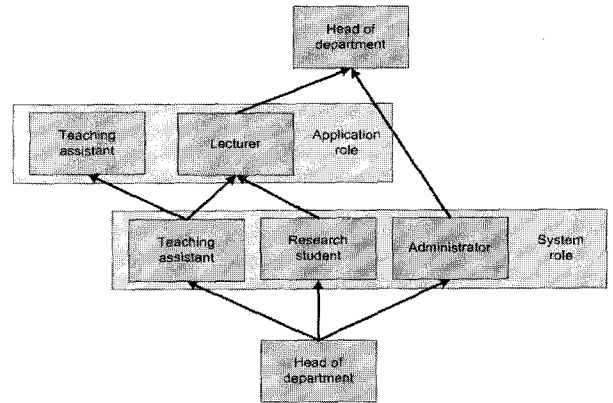 Head of
department
Teaching
assistant
Lecturer
Application
role
Teaching
assistant
Research
student
Administrator
System
role
Head of
department